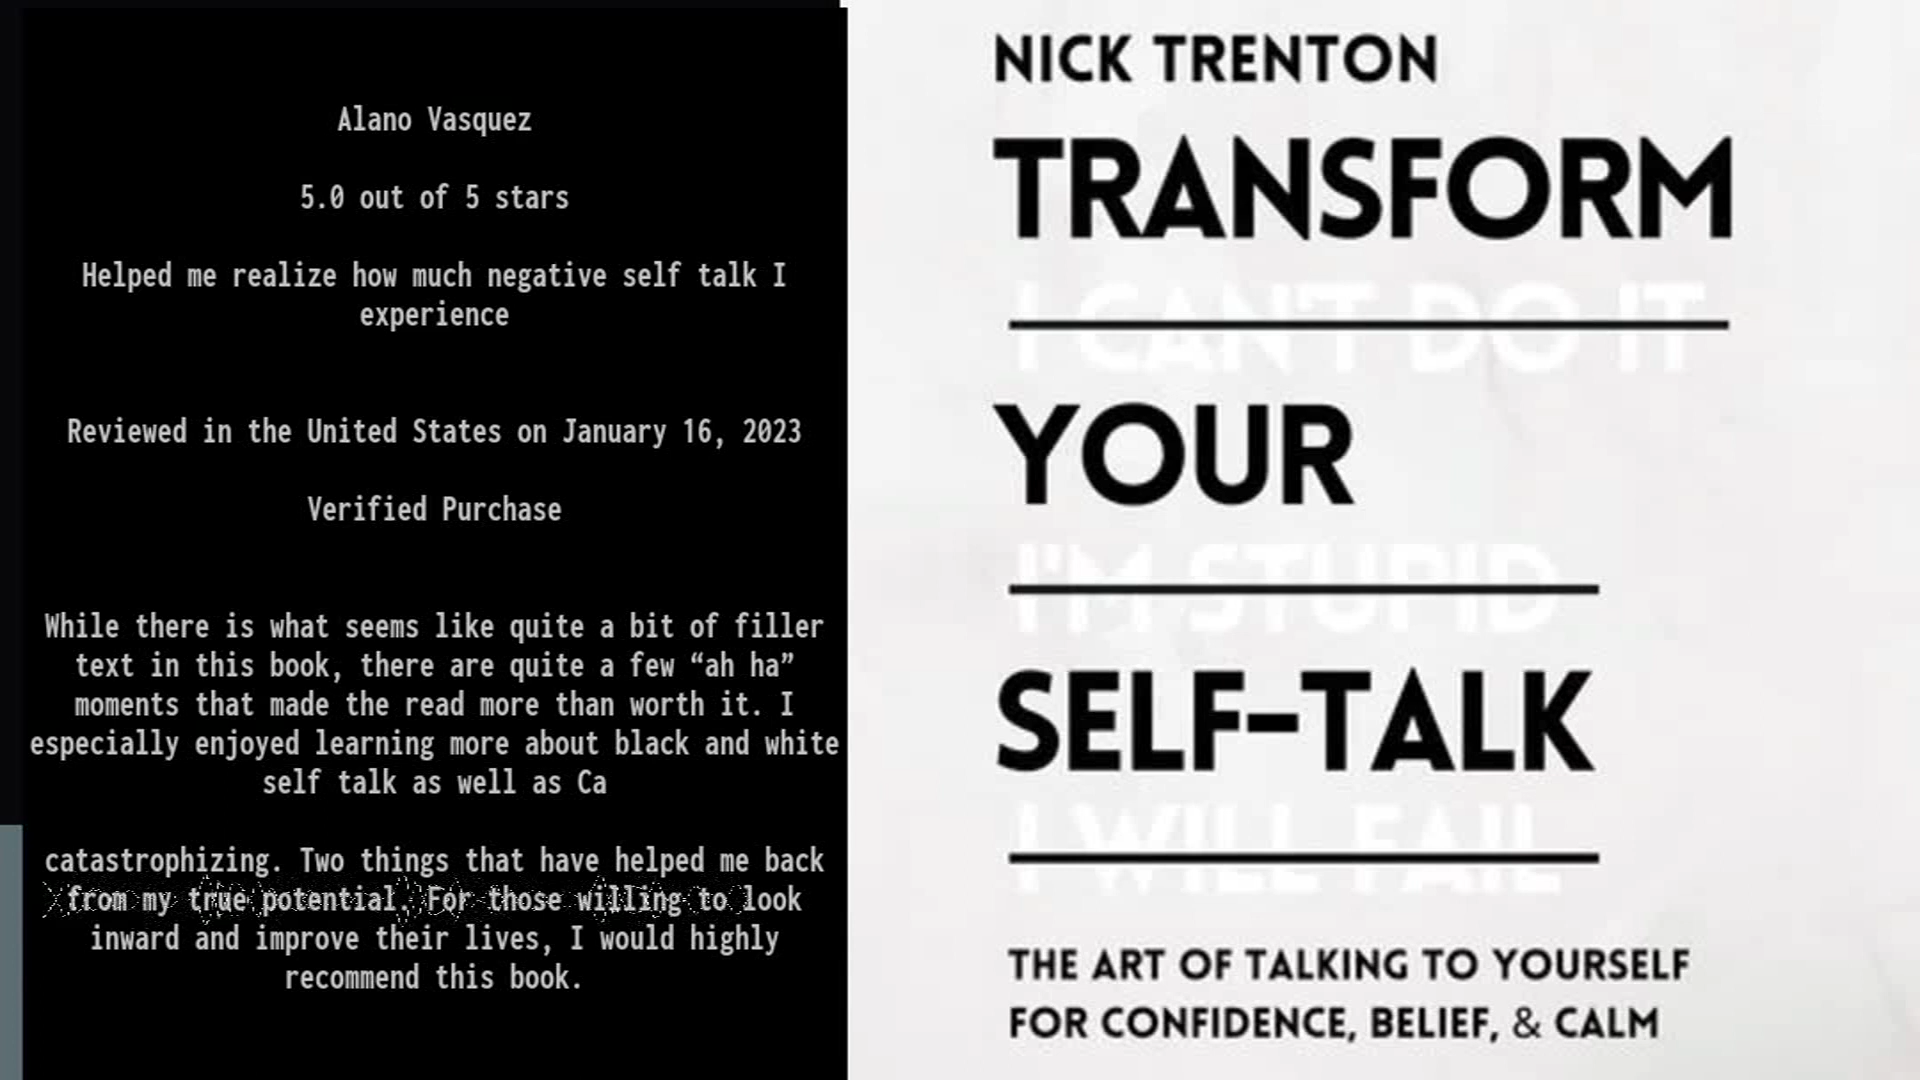 Alano Vasquez
5.0 out of 5 stars
Helped me realize how much negative self talk I
experience
Reviewed in the United States on January 16, 2023
Verified Purchase
While there is what seems like quite a bit of filler
text in this book, there are quite a few “ah ha”
moments that made the read more than worth it. I
especially enjoyed learning more about black and white
self talk as well as Ca
catastrophizing. Two things that have helped me back
from my true potential. For those willing to look
inward and improve their lives, I would highly
recommend this book.
NICK TRENTON
TRANSFORM
I CAN'T DO IT
YOUR
I'M STUPID
SELF-TALK
I WILL FAIL
THE ART OF TALKING TO YOURSELF
FOR CONFIDENCE, BELIEF, & CALM